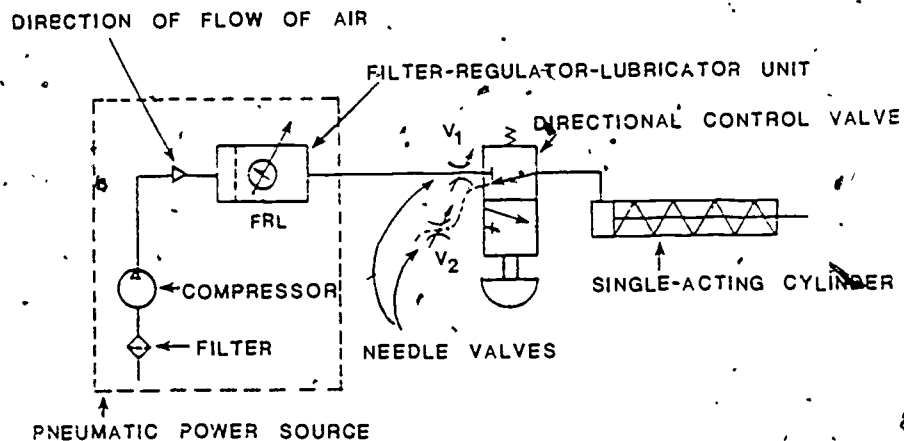 DIRECTION OF FLOW OF AIR
FILTER-REGULATOR-LUBRICATOR UNIT
V1
DIRECTIONAL CONTROL VALVE
FRL
V2
COMPRESSOR
SINGLE-ACTING CYLINDER
FILTER
NEEDLE VALVES
PNEUMATIC POWER SOURCE